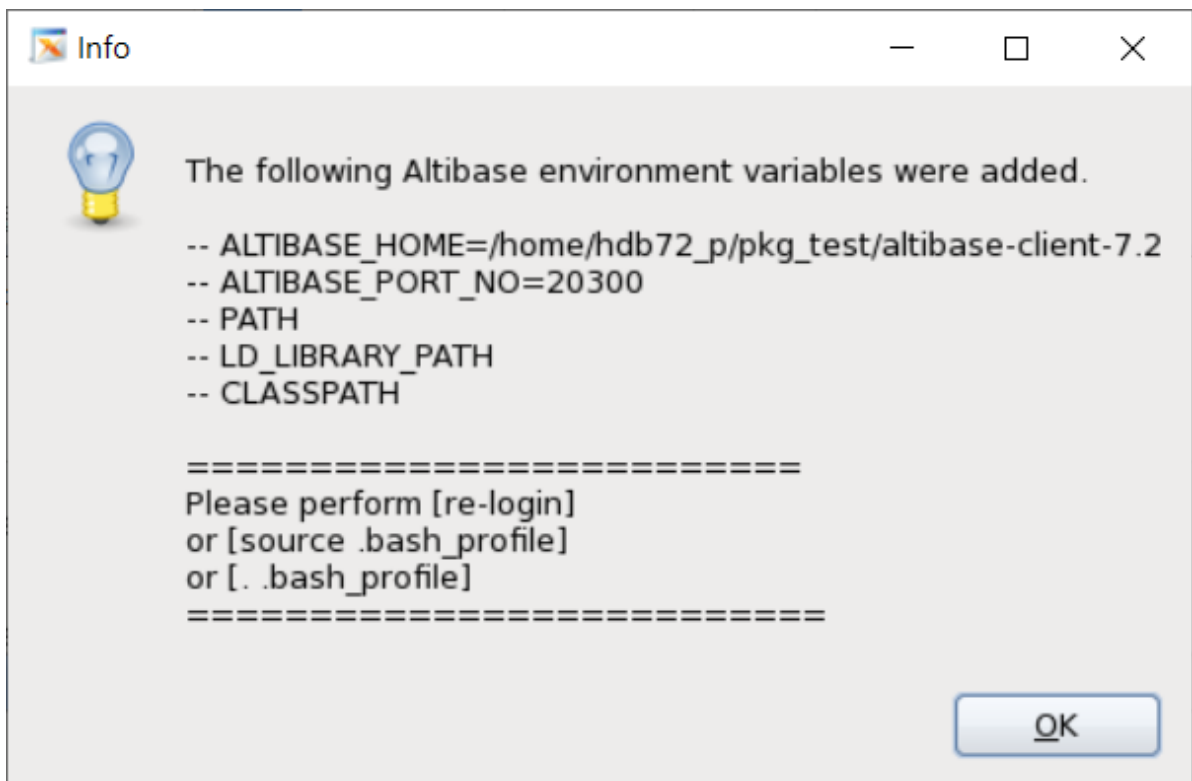 Info
The following Altibase environment variables were added.
-- ALTIBASE_HOME=/home/hdb72_p/pkg_test/altibase-client-7.2
-- ALTIBASE_PORT_NO=20300
-- PATH
-- LD_LIBRARY_PATH
-- CLASSPATH
=========================
Please perform [re-login]
or [source .bash_profile]
or [. .bash_profile]
==========================
OK